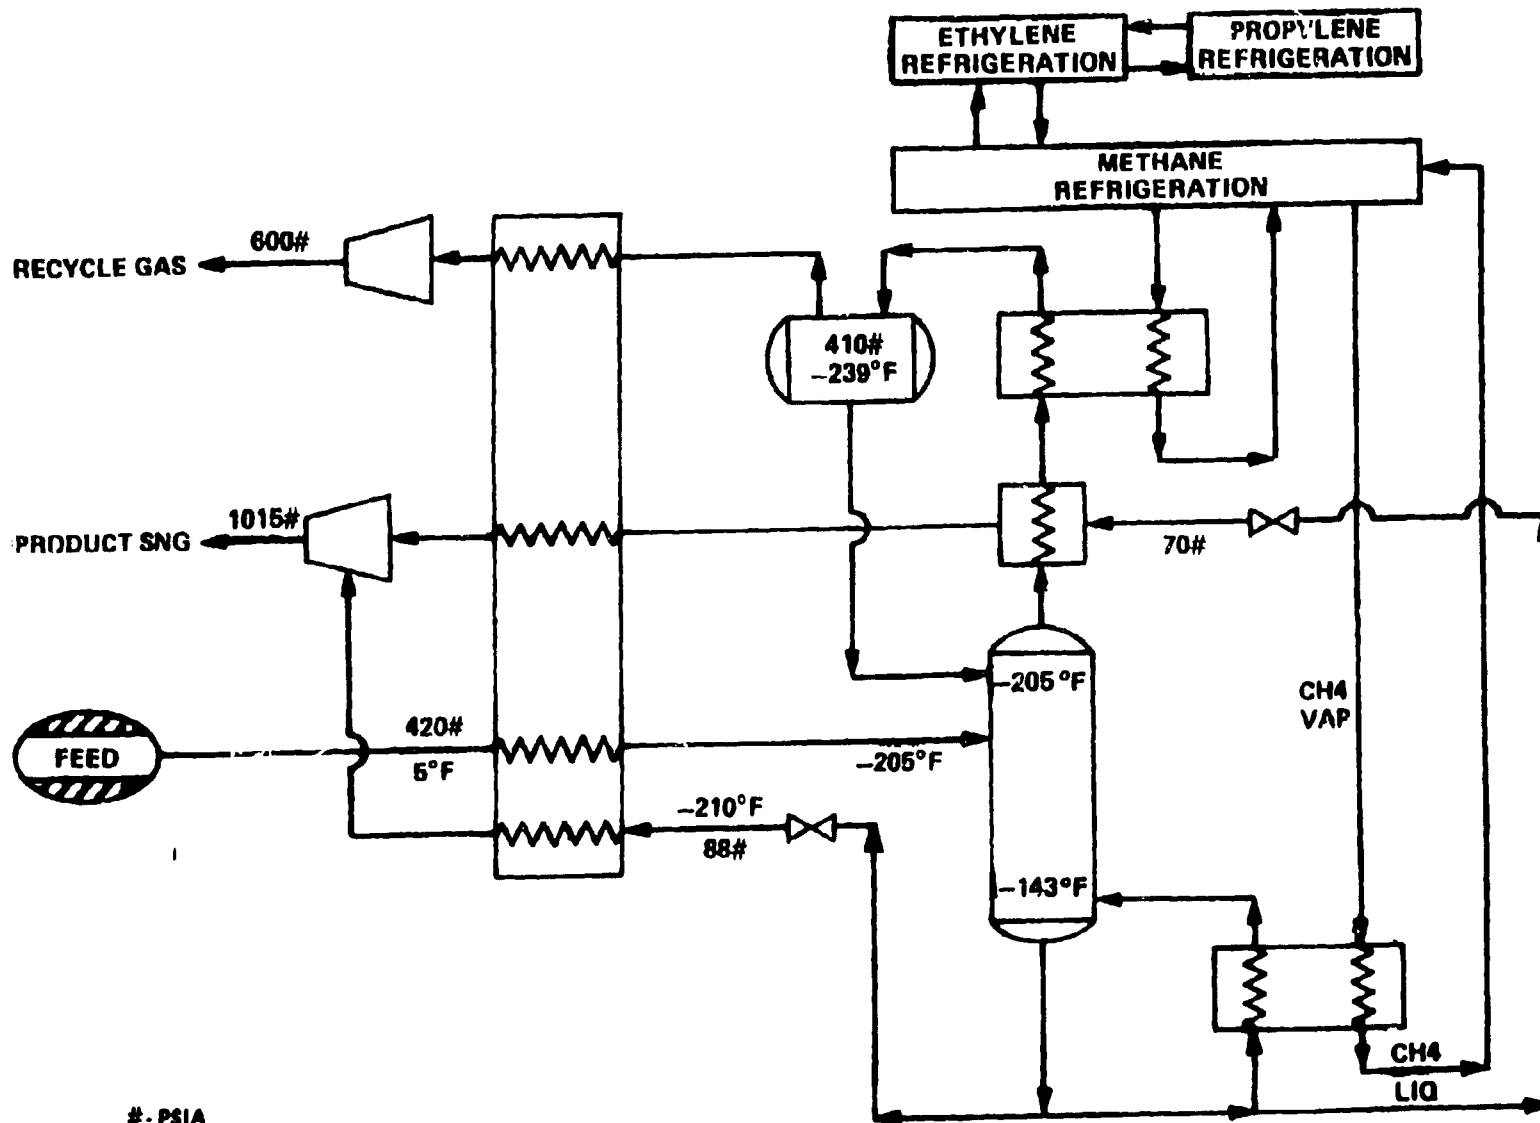 ETHYLENE
REFRIGERATION
PROPYLENE
REFRIGERATION
METHANE
REFRIGERATION
600#
RECYCLE GAS
410#
-239°F
1015#
PRODUCT SNG
70#
-205°F
CH4
VAP
420#
FEED
5°F
-205°F
-210°F
88#
-143°F
CH4
LIQ
#- PSIA